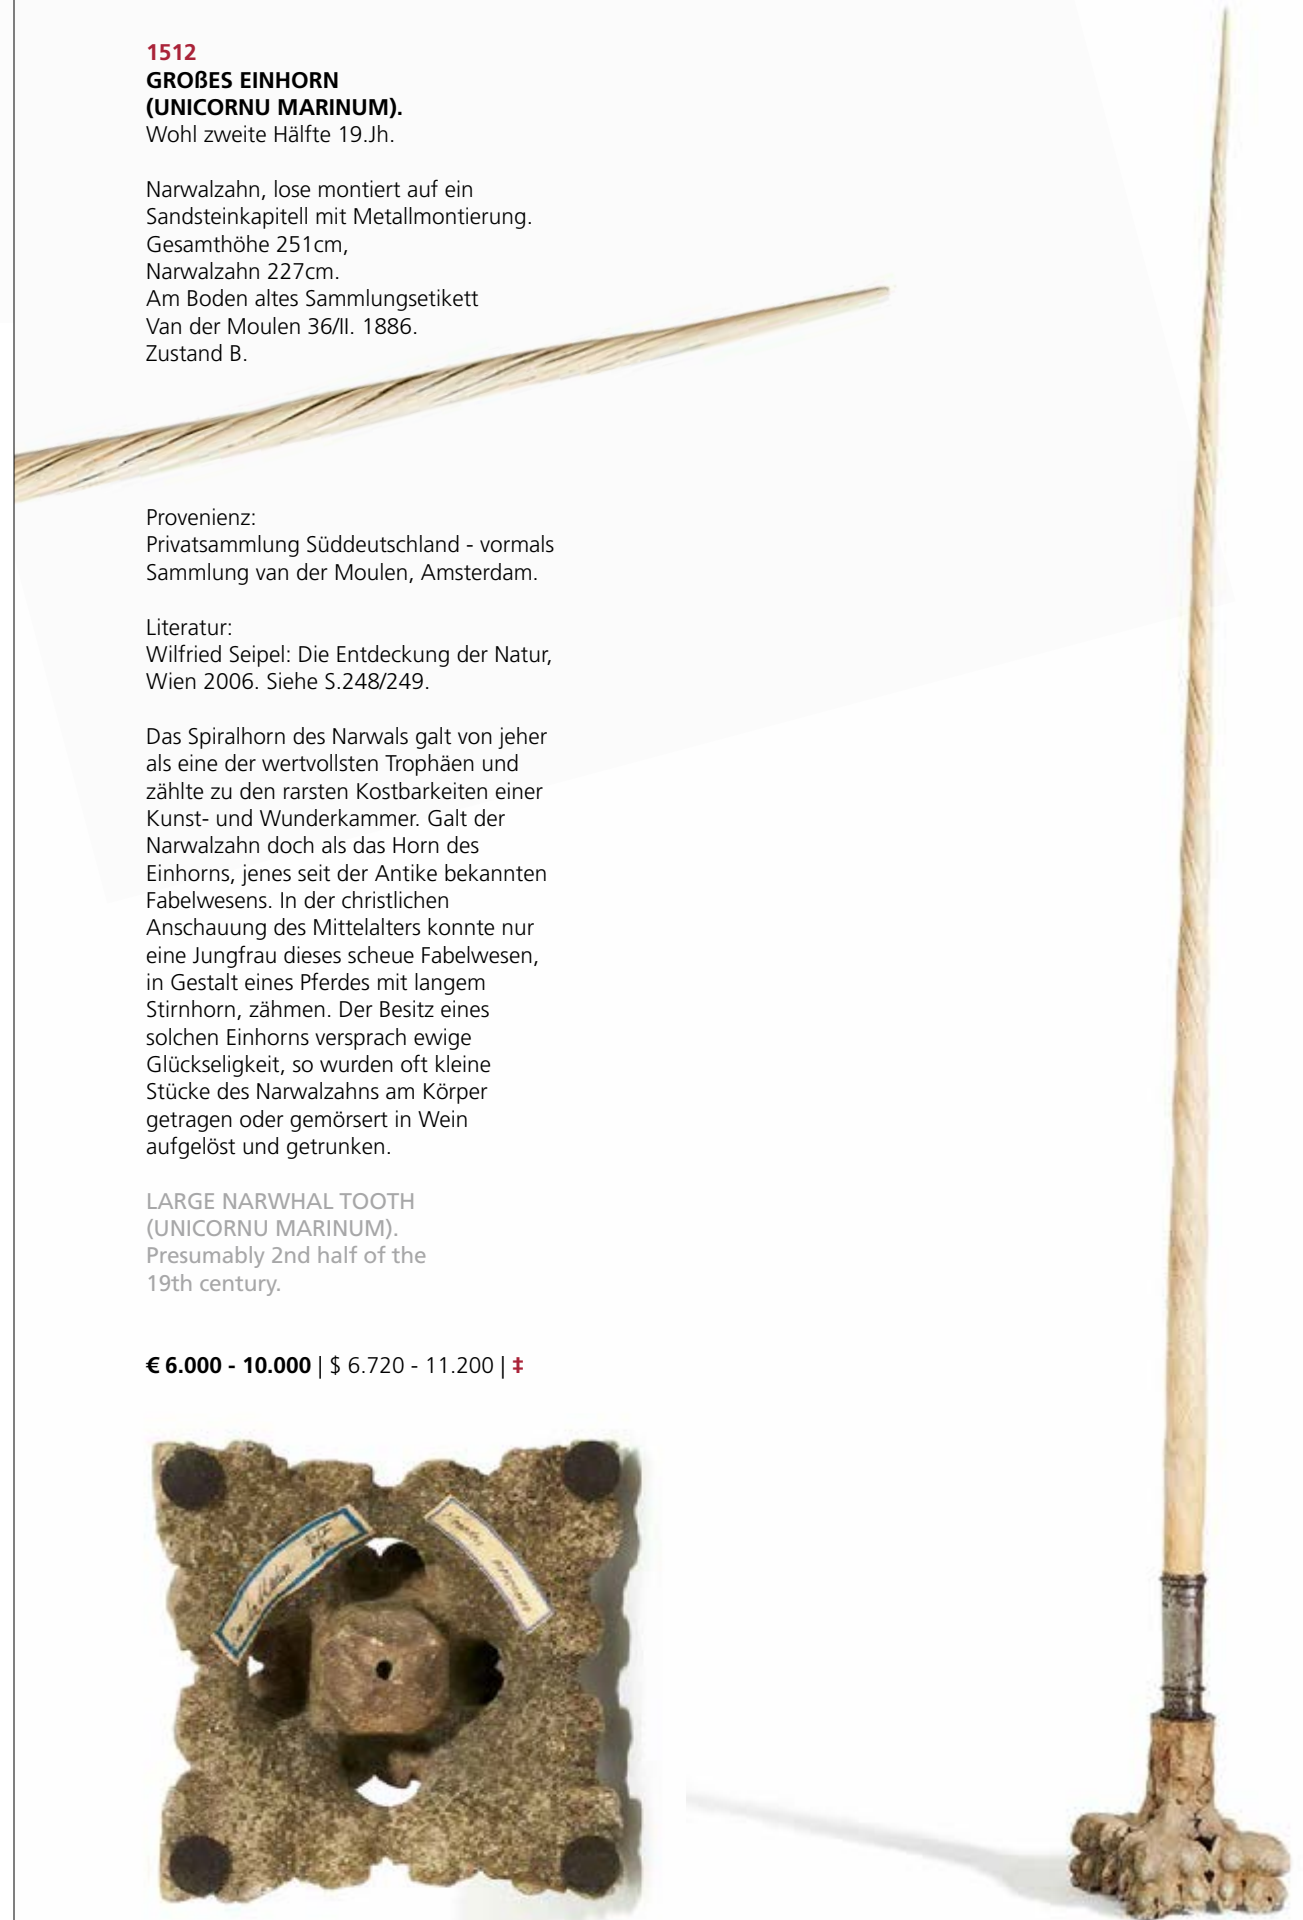 1512
GROßES EINHORN
(UNICORNU MARINUM).
Wohl zweite Hälfte 19.Jh.
Narwalzahn, lose montiert auf ein
Sandsteinkapitell mit Metallmontierung.
Gesamthöhe 251cm,
Narwalzahn 227cm.
Am Boden altes Sammlungsetikett
Van der Moulen 36/II. 1886.
Zustand B.
Provenienz:
Privatsammlung Süddeutschland - vormals
Sammlung van der Moulen, Amsterdam.
Literatur:
Wilfried Seipel: Die Entdeckung der Natur,
Wien 2006. Siehe S.248/249.
Das Spiralhorn des Narwals galt von jeher
als eine der wertvollsten Trophäen und
zählte zu den rarsten Kostbarkeiten einer
Kunst- und Wunderkammer. Galt der
Narwalzahn doch als das Horn des
Einhorns, jenes seit der Antike bekannten
Fabelwesens. In der christlichen
Anschauung des Mittelalters konnte nur
eine Jungfrau dieses scheue Fabelwesen,
in Gestalt eines Pferdes mit langem
Stirnhorn, zähmen. Der Besitz eines
solchen Einhorns versprach ewige
Glückseligkeit, so wurden oft kleine
Stücke des Narwalzahns am Körper
getragen oder gemörsert in Wein
aufgelöst und getrunken.
LARGE NARWHAL TOOTH
(UNICORNU MARINUM).
Presumably 2nd half of the
19th century.
€ 6.000 - 10.000 | $ 6.720 - 11.200 | ‡